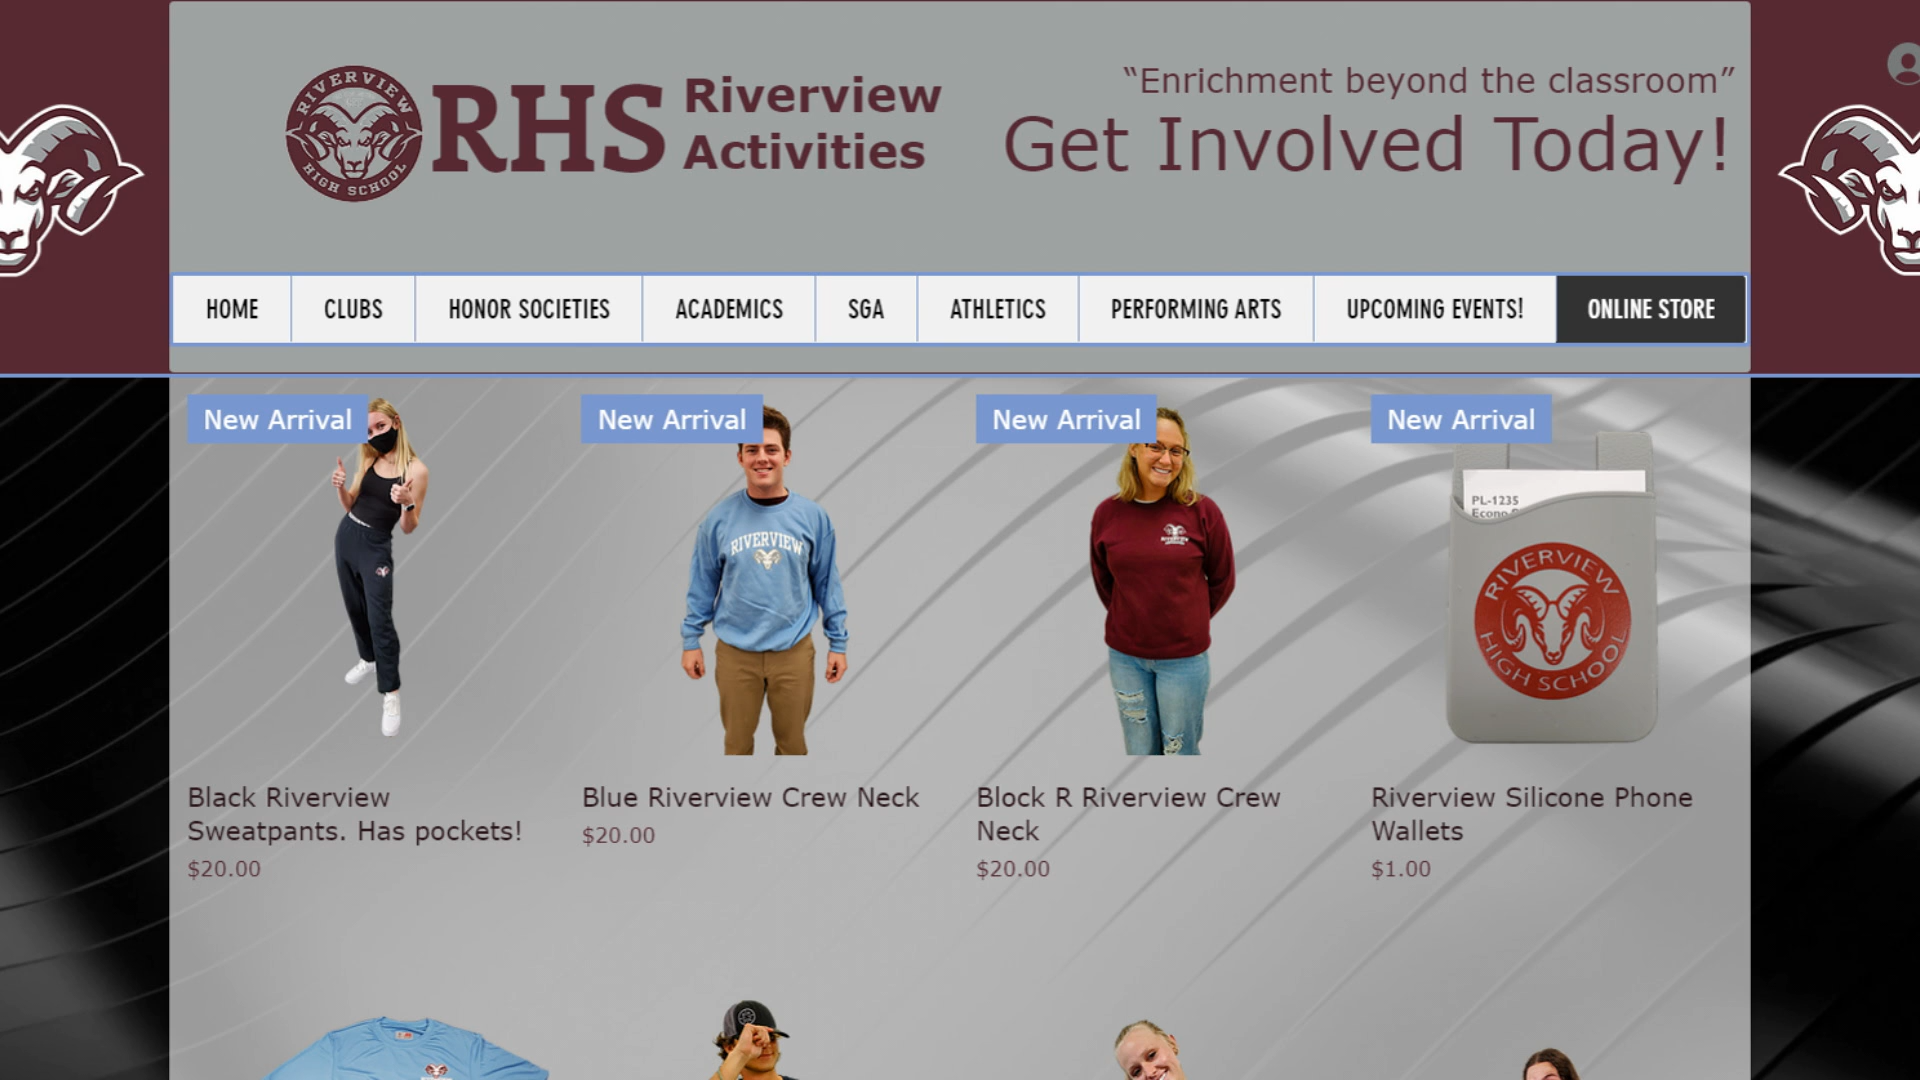 RIVERVIEW
HIGH SCHOOL
RHS
Riverview
Activities
“Enrichment beyond the classroom”
Get Involved Today!
HOME
CLUBS
HONOR SOCIETIES
ACADEMICS
SGA
ATHLETICS
PERFORMING ARTS
UPCOMING EVENTS!
ONLINE STORE
New Arrival
New Arrival
New Arrival
New Arrival
RIVERVIEW
PL-1235
RIVERVIEW
HIGH SCHOOL
Black Riverview
Sweatpants. Has pockets!
$20.00
Blue Riverview Crew Neck
$20.00
Block R Riverview Crew
Neck
$20.00
Riverview Silicone Phone
Wallets
$1.00